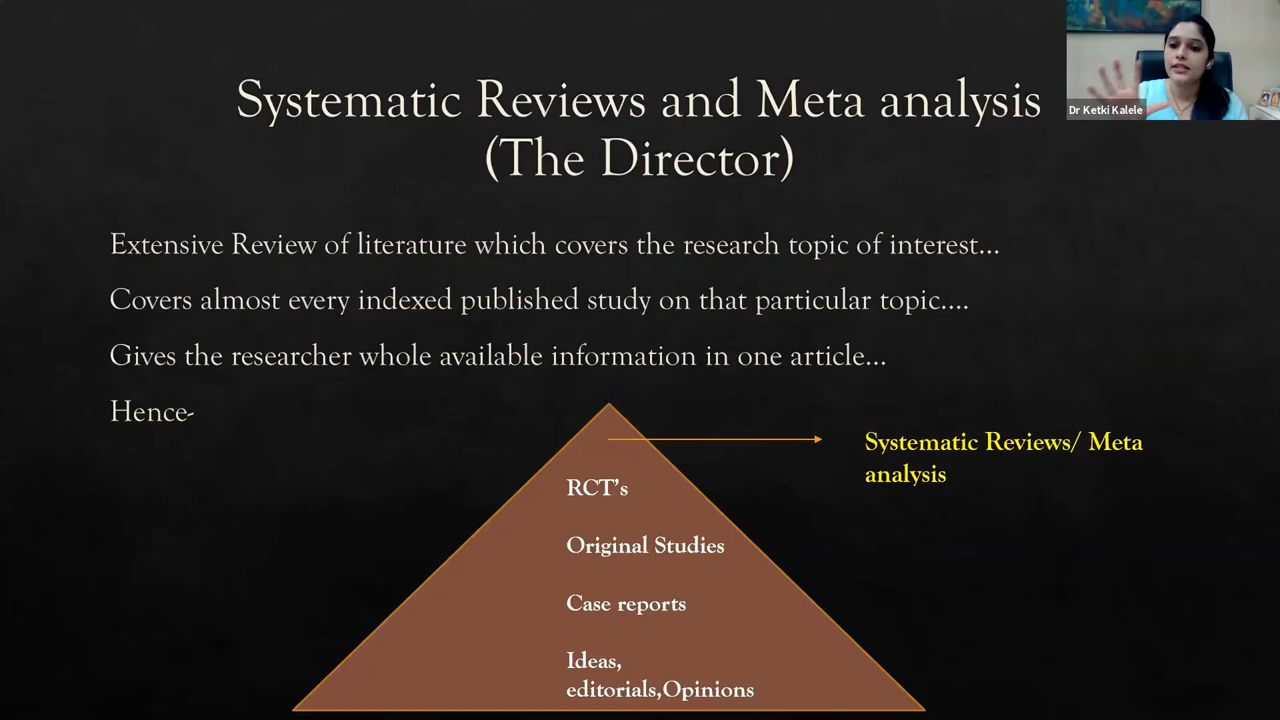 Systematic Reviews and Meta analysis
(The Director)
Dr Ketki Kalele
Extensive Review of literature which covers the research topic of interest...
Covers almost every indexed published study on that particular topic....
Gives the researcher whole available information in one article...
Hence-
Systematic Reviews/ Meta
analysis
RCT's
Original Studies
Case reports
Ideas,
editorials,Opinions